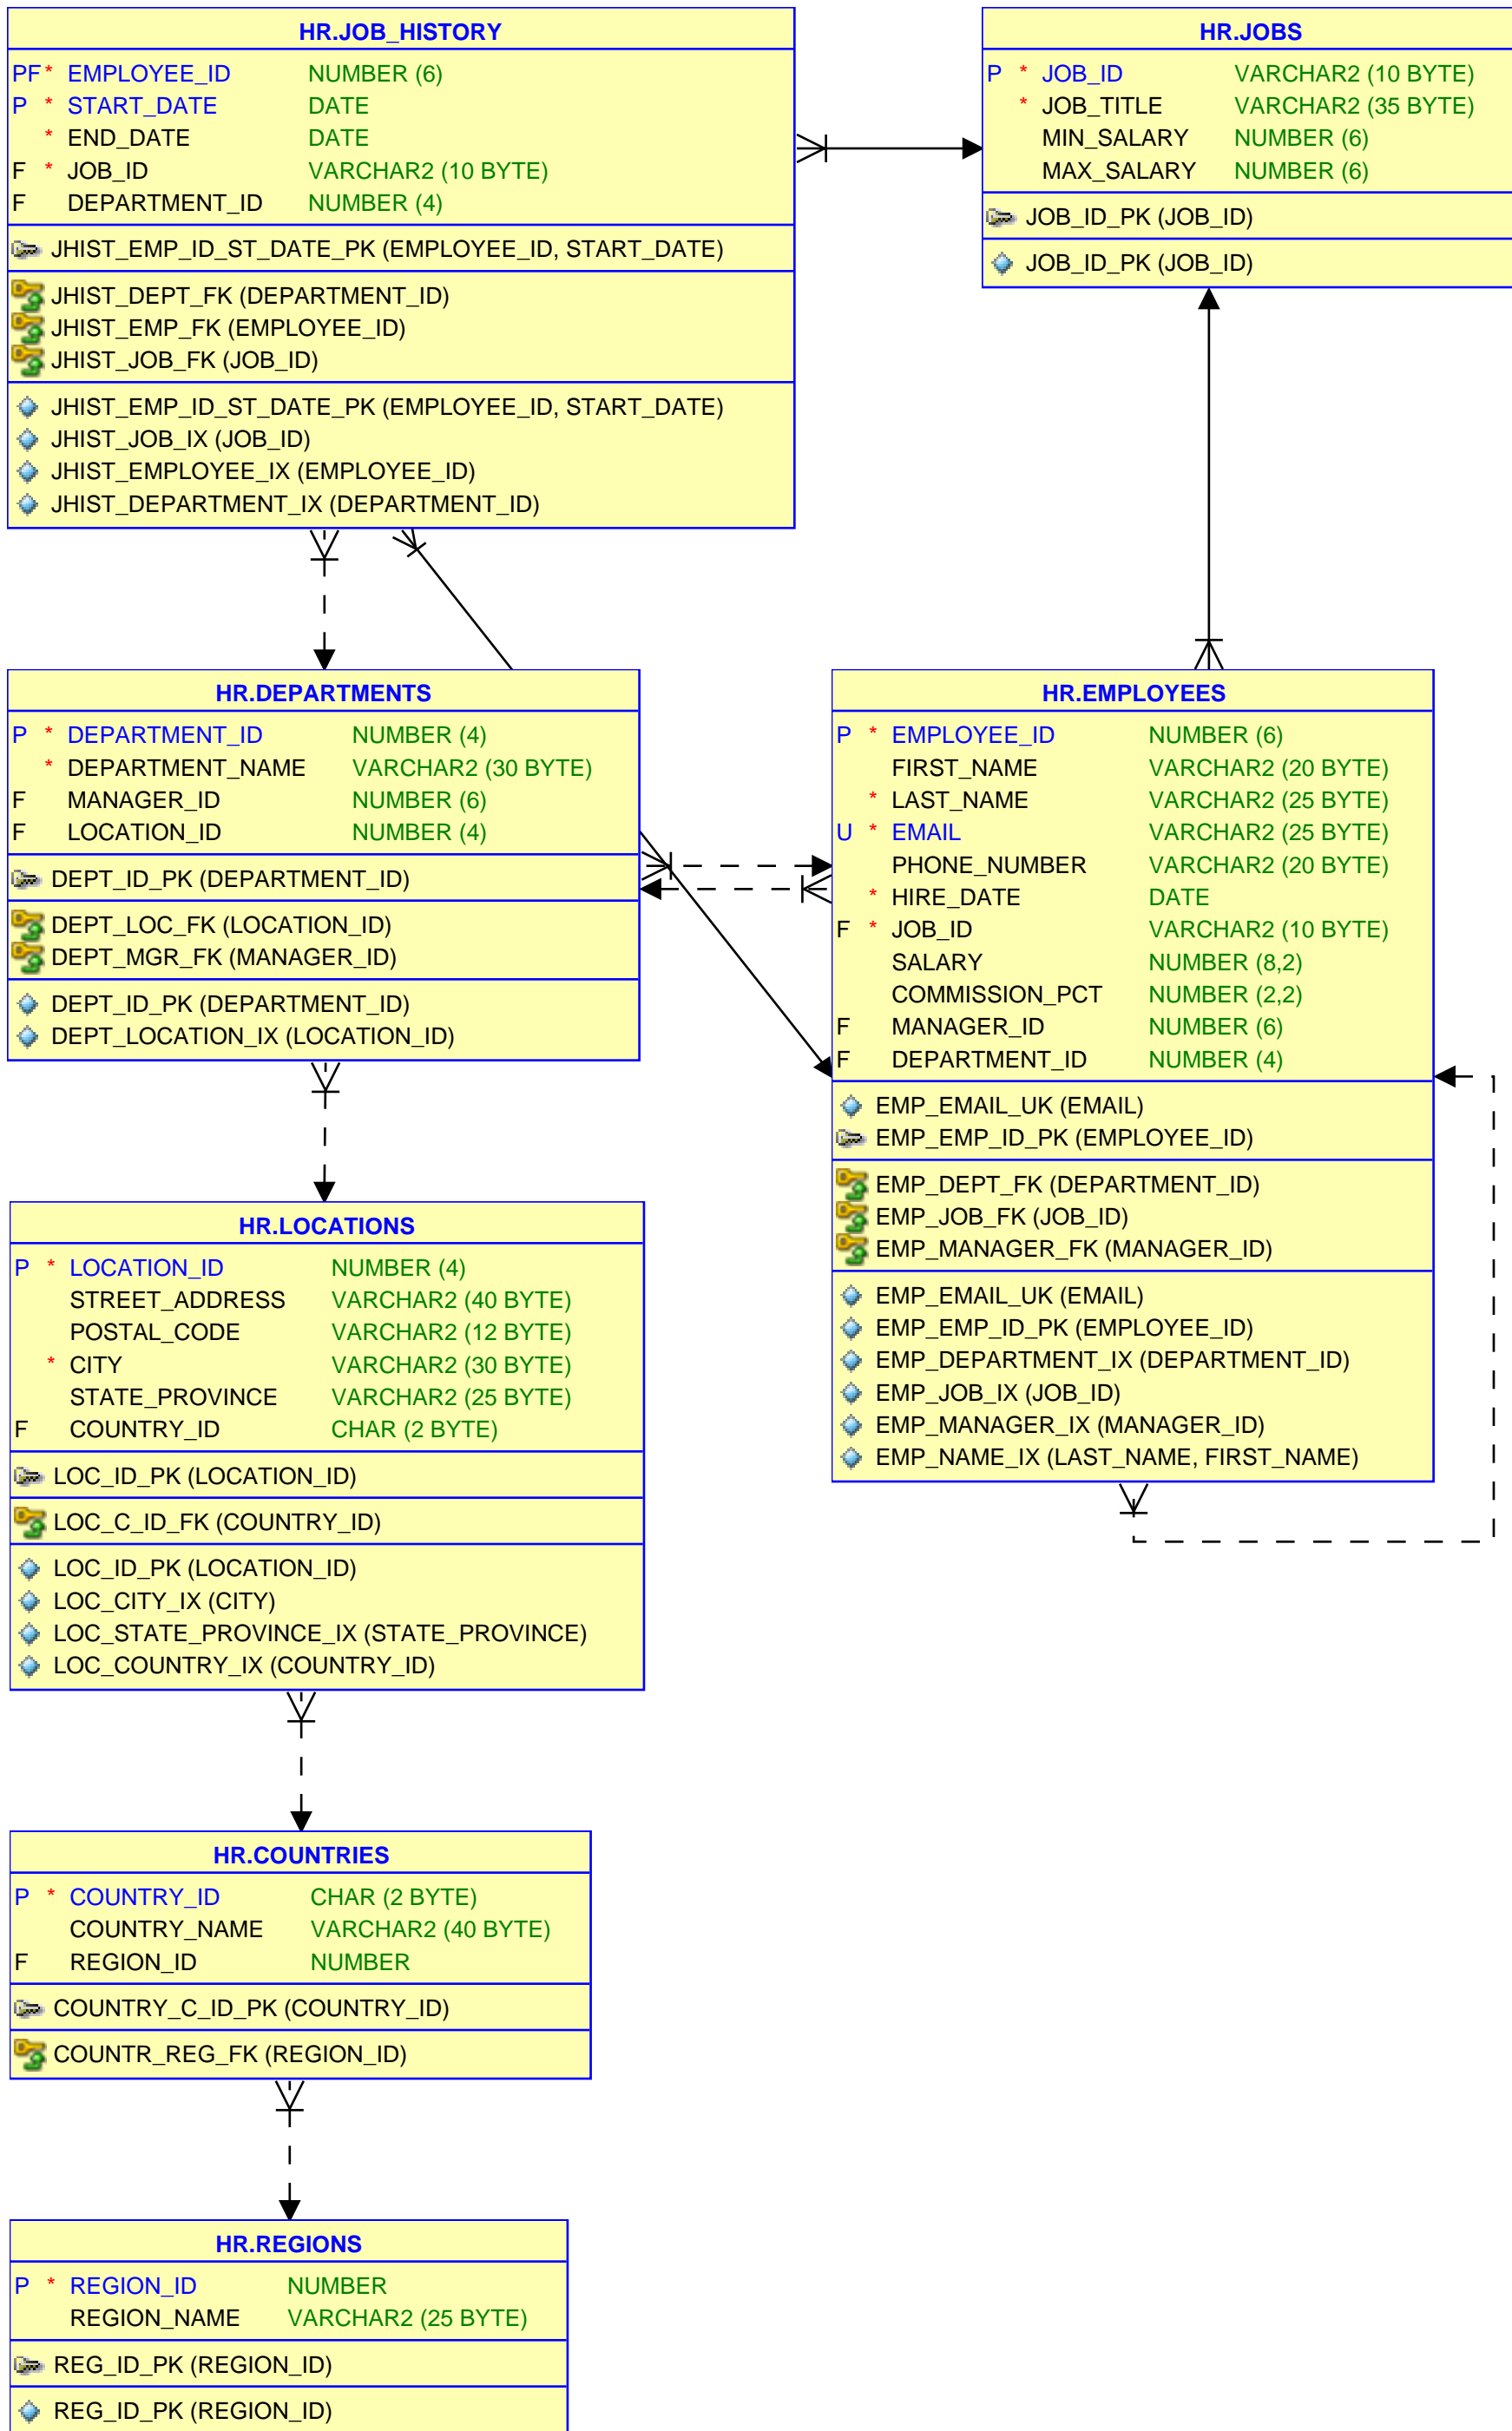 HR.JOB_HISTORY
PF * EMPLOYEE_ID NUMBER (6)
P * START_DATE DATE
* END_DATE DATE
F * JOB_ID VARCHAR2 (10 BYTE)
F DEPARTMENT_ID NUMBER (4)
JHIST_EMP_ID_ST_DATE_PK (EMPLOYEE_ID, START_DATE)
JHIST_DEPT_FK (DEPARTMENT_ID)
JHIST_EMP_FK (EMPLOYEE_ID)
JHIST_JOB_FK (JOB_ID)
JHIST_EMP_ID_ST_DATE_PK (EMPLOYEE_ID, START_DATE)
JHIST_JOB_IX (JOB_ID)
JHIST_EMPLOYEE_IX (EMPLOYEE_ID)
JHIST_DEPARTMENT_IX (DEPARTMENT_ID)
HR.JOBS
P * JOB_ID VARCHAR2 (10 BYTE)
* JOB_TITLE VARCHAR2 (35 BYTE)
MIN_SALARY NUMBER (6)
MAX_SALARY NUMBER (6)
JOB_ID_PK (JOB_ID)
JOB_ID_PK (JOB_ID)
HR.DEPARTMENTS
P * DEPARTMENT_ID NUMBER (4)
* DEPARTMENT_NAME VARCHAR2 (30 BYTE)
F MANAGER_ID NUMBER (6)
F LOCATION_ID NUMBER (4)
DEPT_ID_PK (DEPARTMENT_ID)
DEPT_LOC_FK (LOCATION_ID)
DEPT_MGR_FK (MANAGER_ID)
DEPT_ID_PK (DEPARTMENT_ID)
DEPT_LOCATION_IX (LOCATION_ID)
HR.EMPLOYEES
P * EMPLOYEE_ID NUMBER (6)
FIRST_NAME VARCHAR2 (20 BYTE)
* LAST_NAME VARCHAR2 (25 BYTE)
U * EMAIL VARCHAR2 (25 BYTE)
PHONE_NUMBER VARCHAR2 (20 BYTE)
* HIRE_DATE DATE
F * JOB_ID VARCHAR2 (10 BYTE)
SALARY NUMBER (8,2)
COMMISSION_PCT NUMBER (2,2)
F MANAGER_ID NUMBER (6)
F DEPARTMENT_ID NUMBER (4)
EMP_EMAIL_UK (EMAIL)
EMP_EMP_ID_PK (EMPLOYEE_ID)
EMP_DEPT_FK (DEPARTMENT_ID)
EMP_JOB_FK (JOB_ID)
EMP_MANAGER_FK (MANAGER_ID)
EMP_EMAIL_UK (EMAIL)
EMP_EMP_ID_PK (EMPLOYEE_ID)
EMP_DEPARTMENT_IX (DEPARTMENT_ID)
EMP_JOB_IX (JOB_ID)
EMP_MANAGER_IX (MANAGER_ID)
EMP_NAME_IX (LAST_NAME, FIRST_NAME)
HR.LOCATIONS
P * LOCATION_ID NUMBER (4)
STREET_ADDRESS VARCHAR2 (40 BYTE)
POSTAL_CODE VARCHAR2 (12 BYTE)
* CITY VARCHAR2 (30 BYTE)
STATE_PROVINCE VARCHAR2 (25 BYTE)
F COUNTRY_ID CHAR (2 BYTE)
LOC_ID_PK (LOCATION_ID)
LOC_C_ID_FK (COUNTRY_ID)
LOC_ID_PK (LOCATION_ID)
LOC_CITY_IX (CITY)
LOC_STATE_PROVINCE_IX (STATE_PROVINCE)
LOC_COUNTRY_IX (COUNTRY_ID)
HR.COUNTRIES
P * COUNTRY_ID CHAR (2 BYTE)
COUNTRY_NAME VARCHAR2 (40 BYTE)
F REGION_ID NUMBER
COUNTRY_C_ID_PK (COUNTRY_ID)
COUNTR_REG_FK (REGION_ID)
HR.REGIONS
P * REGION_ID NUMBER
REGION_NAME VARCHAR2 (25 BYTE)
REG_ID_PK (REGION_ID)
REG_ID_PK (REGION_ID)